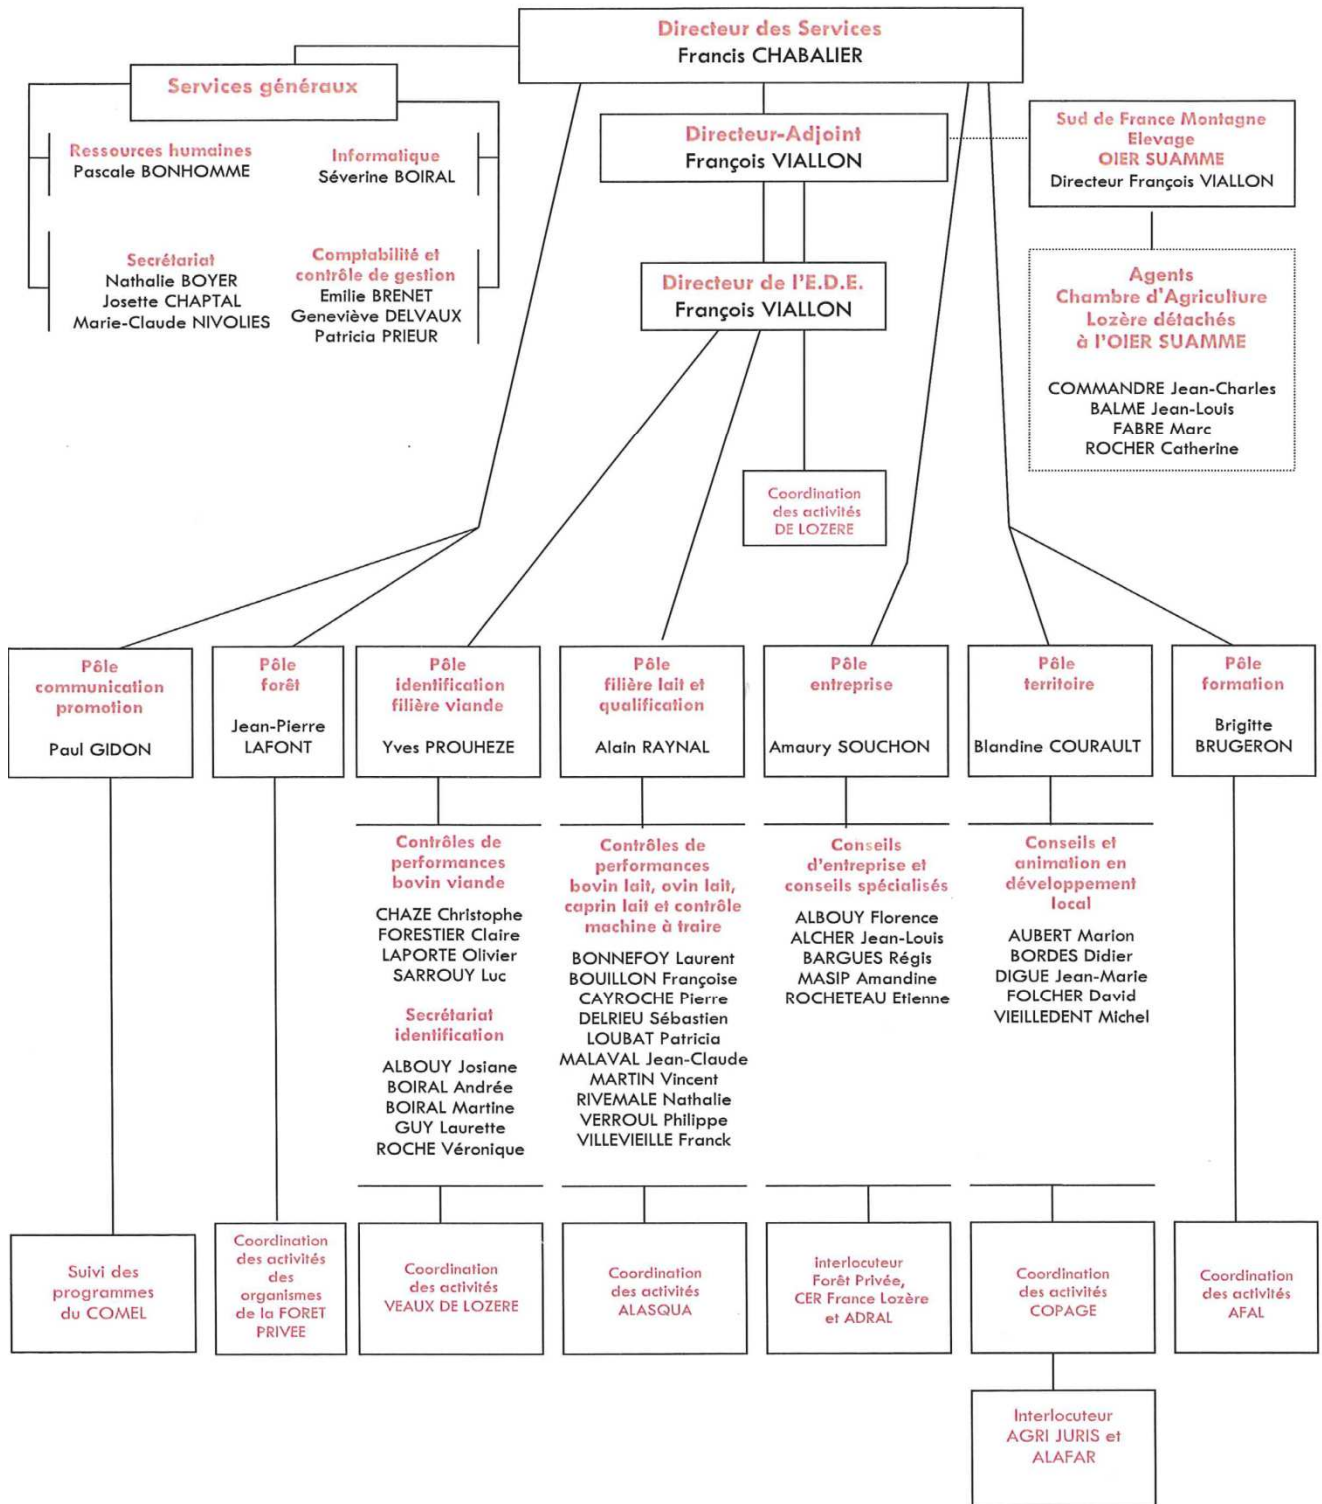 Directeur des Services
Francis CHABALIER
Services généraux
Ressources humaines
Pascale BONHOMME
Informatique
Séverine BOIRAL
Secrétariat
Nathalie BOYER
Josette CHAPTAL
Marie-Claude NIVOLIES
Comptabilité et
contrôle de gestion
Emilie BRENET
Geneviève DELVAUX
Patricia PRIEUR
Directeur-Adjoint
François VIALLON
Sud de France Montagne
Elevage
OIER SUAMME
Directeur François VIALLON
Directeur de l'E.D.E.
François VIALLON
Agents
Chambre d'Agriculture
Lozère détachés
à l'OIER SUAMME
COMMANDRE Jean-Charles
BALME Jean-Louis
FABRE Marc
ROCHER Catherine
Coordination
des activités
DE LOZERE
Pôle
communication
promotion
Paul GIDON
Pôle
forêt
Jean-Pierre
LAFONT
Pôle
identification
filière viande
Yves PROUHEZE
Pôle
filière lait et
qualification
Alain RAYNAL
Pôle
entreprise
Amaury SOUCHON
Pôle
territoire
Blandine COURAULT
Pôle
formation
Brigitte
BRUGERON
Contrôles de
performances
bovin viande
CHAZE Christophe
FORESTIER Claire
LAPORTE Olivier
SARROUY Luc
Secrétariat
identification
ALBOUY Josiane
BOIRAL Andrée
BOIRAL Martine
GUY Laurette
ROCHE Véronique
Contrôles de
performances
bovin lait, ovin lait,
caprin lait et contrôle
machine à traire
BONNEFOY Laurent
BOUILLON Françoise
CAYROCHE Pierre
DELRIEU Sébastien
LOUBAT Patricia
MALAVAL Jean-Claude
MARTIN Vincent
RIVEMALE Nathalie
VERROUL Philippe
VILLEVIEILLE Franck
Conseils
d'entreprise et
conseils spécialisés
ALBOUY Florence
ALCHER Jean-Louis
BARGUES Régis
MASIP Amandine
ROCHETEAU Etienne
Conseils et
animation en
développement
local
AUBERT Marion
BORDES Didier
DIGUE Jean-Marie
FOLCHER David
VIEILLEDENT Michel
Suivi des
programmes
du COMEL
Coordination
des activités
des
organismes
de la FORET
PRIVEE
Coordination
des activités
VEAUX DE LOZERE
Coordination
des activités
ALASQUA
interlocuteur
Forêt Privée,
CER France Lozère
et ADRAL
Coordination
des activités
COPAGE
Coordination
des activités
AFAL
Interlocuteur
AGRI JURIS et
ALAFAR